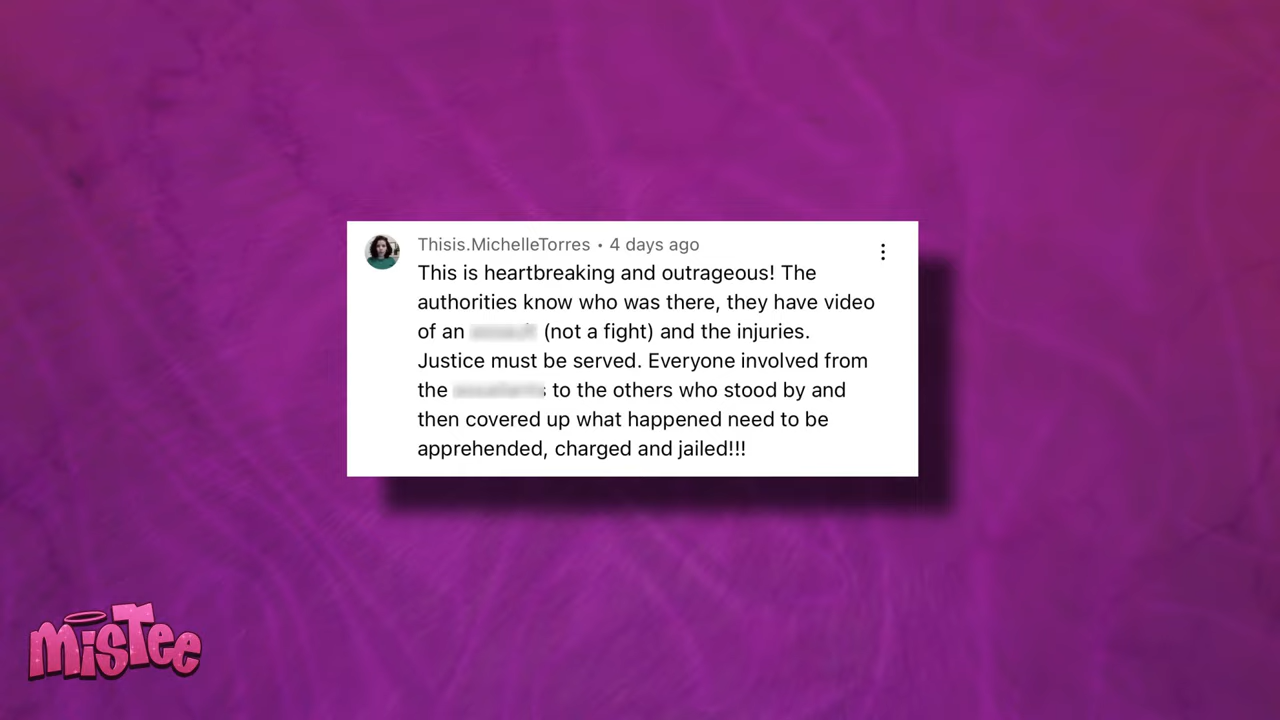 Thisis.MichelleTorres • 4 days ago
This is heartbreaking and outrageous! The
authorities know who was there, they have video
of an (not a fight) and the injuries.
Justice must be served. Everyone involved from
the to the others who stood by and
then covered up what happened need to be
apprehended, charged and jailed!!!
MisTee